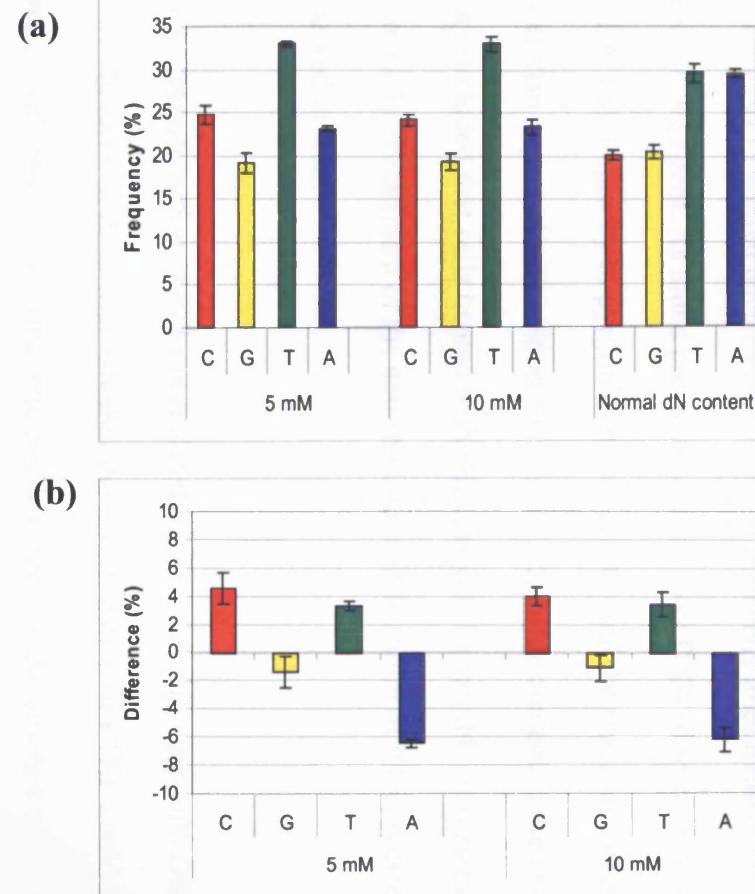 (a)
Frequency (%)
35
30
25
20
15
10
5
0
C G T A C G T A C G T A
5 mM 10 mM Normal dN content
(b)
Difference (%)
10
8
6
4
2
0
-2
-4
-6
-8
-10
C G T A C G T A
5 mM 10 mM